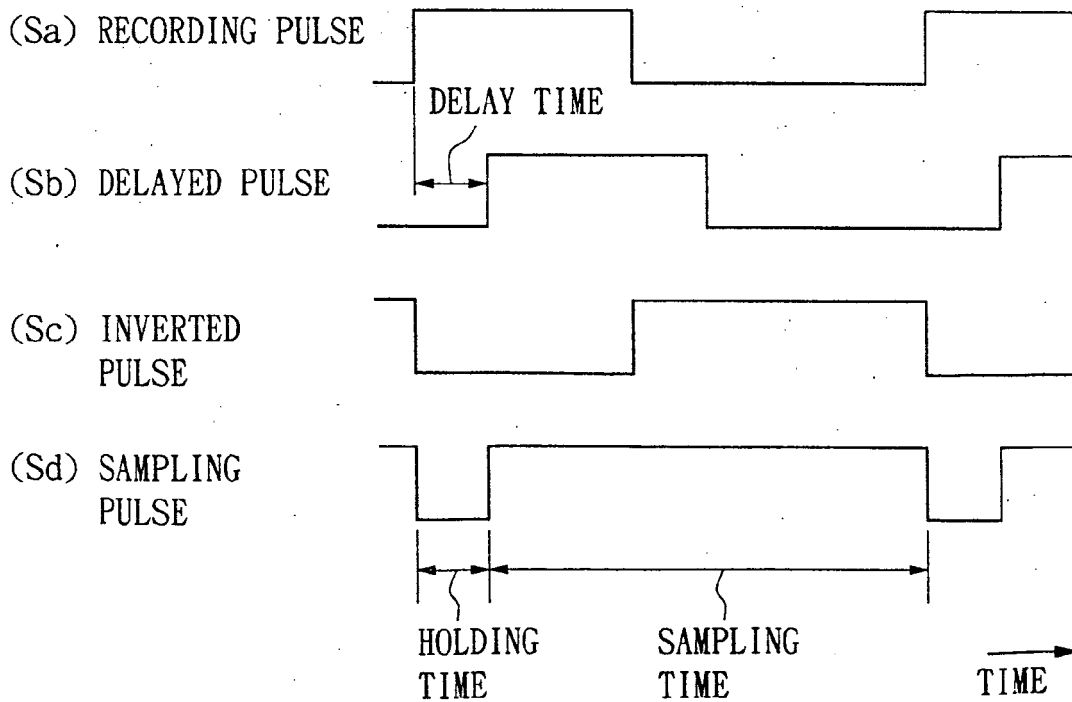 (Sa) RECORDING PULSE
DELAY TIME
(Sb) DELAYED PULSE
(Sc) INVERTED
PULSE
(Sd) SAMPLING
PULSE
HOLDING
TIME
SAMPLING
TIME
TIME